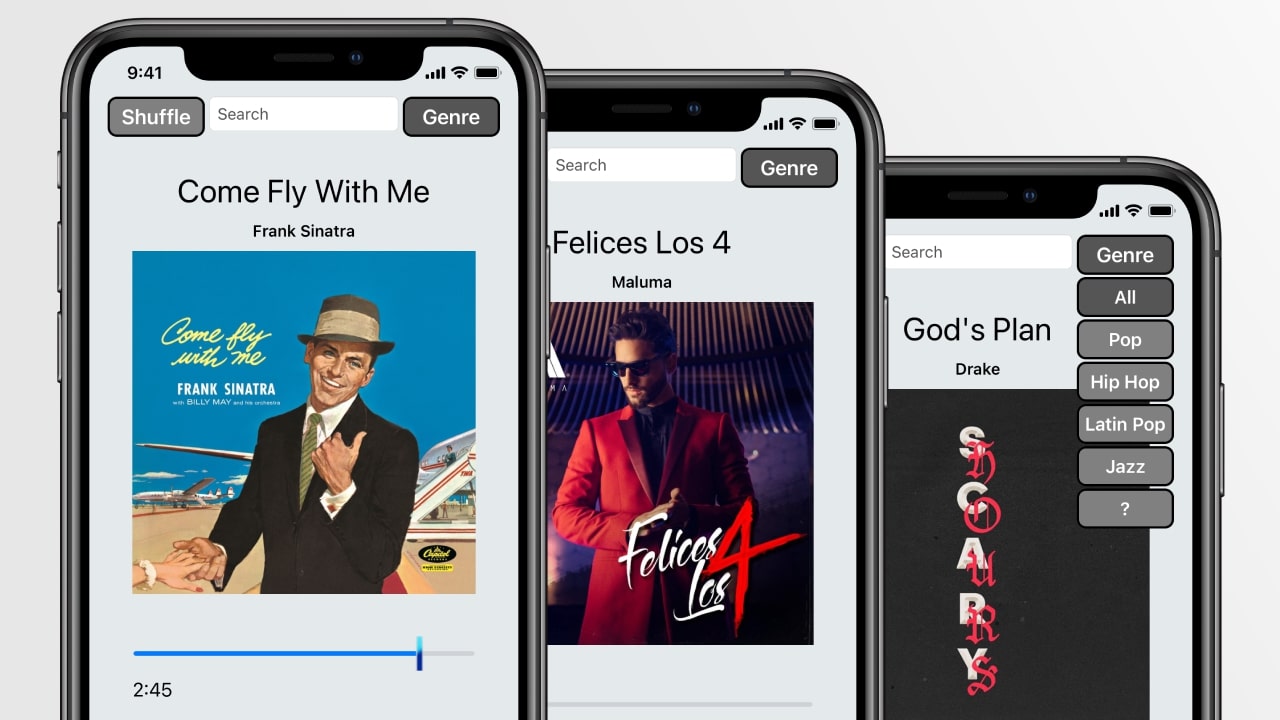 9:41
Shuffle
Search
Genre
Come Fly With Me
Frank Sinatra
Come fly
with me
FRANK SINATRA
with BILLY MAY and his orchestra
TWA
Capitol
2:45
Search
Genre
Felices Los 4
Maluma
Felices
Los 4
Search
Genre
All
Pop
Hip Hop
Latin Pop
Jazz
?
God's Plan
Drake
SCARY
HOURS